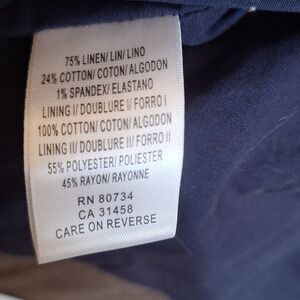 75% LINEN/ LIN/ LINO
24% COTTON/ COTON/ ALGODON
1% SPANDEX/ ELASTANO
LINING I/ DOUBLURE I/ FORRO I
100% COTTON/ COTON/ ALGODON
LINING II/ DOUBLURE II/ FORRO II
55% POLYESTER/ POLIESTER
45% RAYON/ RAYONNE
RN 80734
CA 31458
CARE ON REVERSE